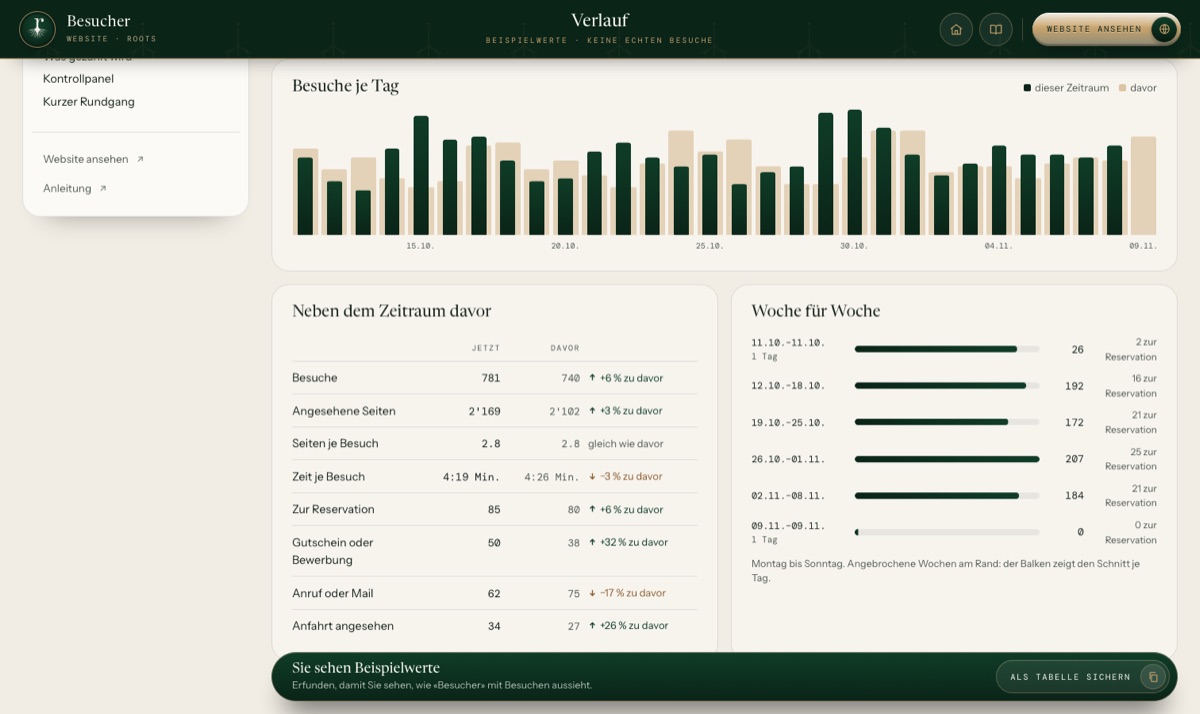 Besucher
WEBSITE · ROOTS
Verlauf
BEISPIELWERTE · KEINE ECHTEN BESUCHE
WEBSITE ANSEHEN
Was gezählt wird
Kontrollpanel
Kurzer Rundgang
Website ansehen ↗
Anleitung ↗
Besuche je Tag
dieser Zeitraum davor
15.10. 20.10. 25.10. 30.10. 04.11. 09.11.
Neben dem Zeitraum davor
JETZT DAVOR
Besuche 781 740 ↑ +6 % zu davor
Angesehene Seiten 2'169 2'102 ↑ +3 % zu davor
Seiten je Besuch 2.8 2.8 gleich wie davor
Zeit je Besuch 4:19 Min. 4:26 Min. ↓ −3 % zu davor
Zur Reservation 85 80 ↑ +6 % zu davor
Gutschein oder
Bewerbung 50 38 ↑ +32 % zu davor
Anruf oder Mail 62 75 ↓ −17 % zu davor
Anfahrt angesehen 34 27 ↑ +26 % zu davor
Woche für Woche
11.10.–11.10. 26 2 zur
1 Tag Reservation
12.10.–18.10. 192 16 zur
Reservation
19.10.–25.10. 172 21 zur
Reservation
26.10.–01.11. 207 25 zur
Reservation
02.11.–08.11. 184 21 zur
Reservation
09.11.–09.11. 0 0 zur
1 Tag Reservation
Montag bis Sonntag. Angebrochene Wochen am Rand: der Balken zeigt den Schnitt je
Tag.
Sie sehen Beispielwerte
Erfunden, damit Sie sehen, wie «Besucher» mit Besuchen aussieht.
ALS TABELLE SICHERN